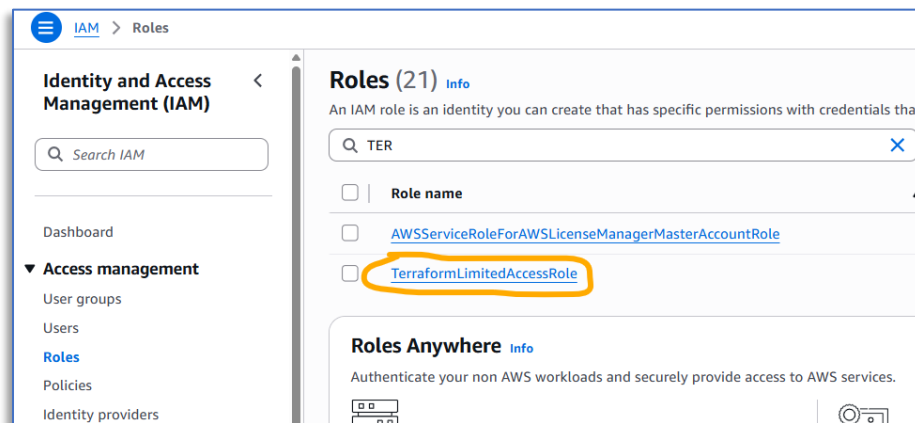 IAM > Roles
Identity and Access
Management (IAM)
Search IAM
Dashboard
Access management
User groups
Users
Roles
Policies
Identity providers
Roles (21) Info
An IAM role is an identity you can create that has specific permissions with credentials tha
TER
Role name
AWSServiceRoleForAWSLicenseManagerMasterAccountRole
TerraformLimitedAccessRole
Roles Anywhere Info
Authenticate your non AWS workloads and securely provide access to AWS services.